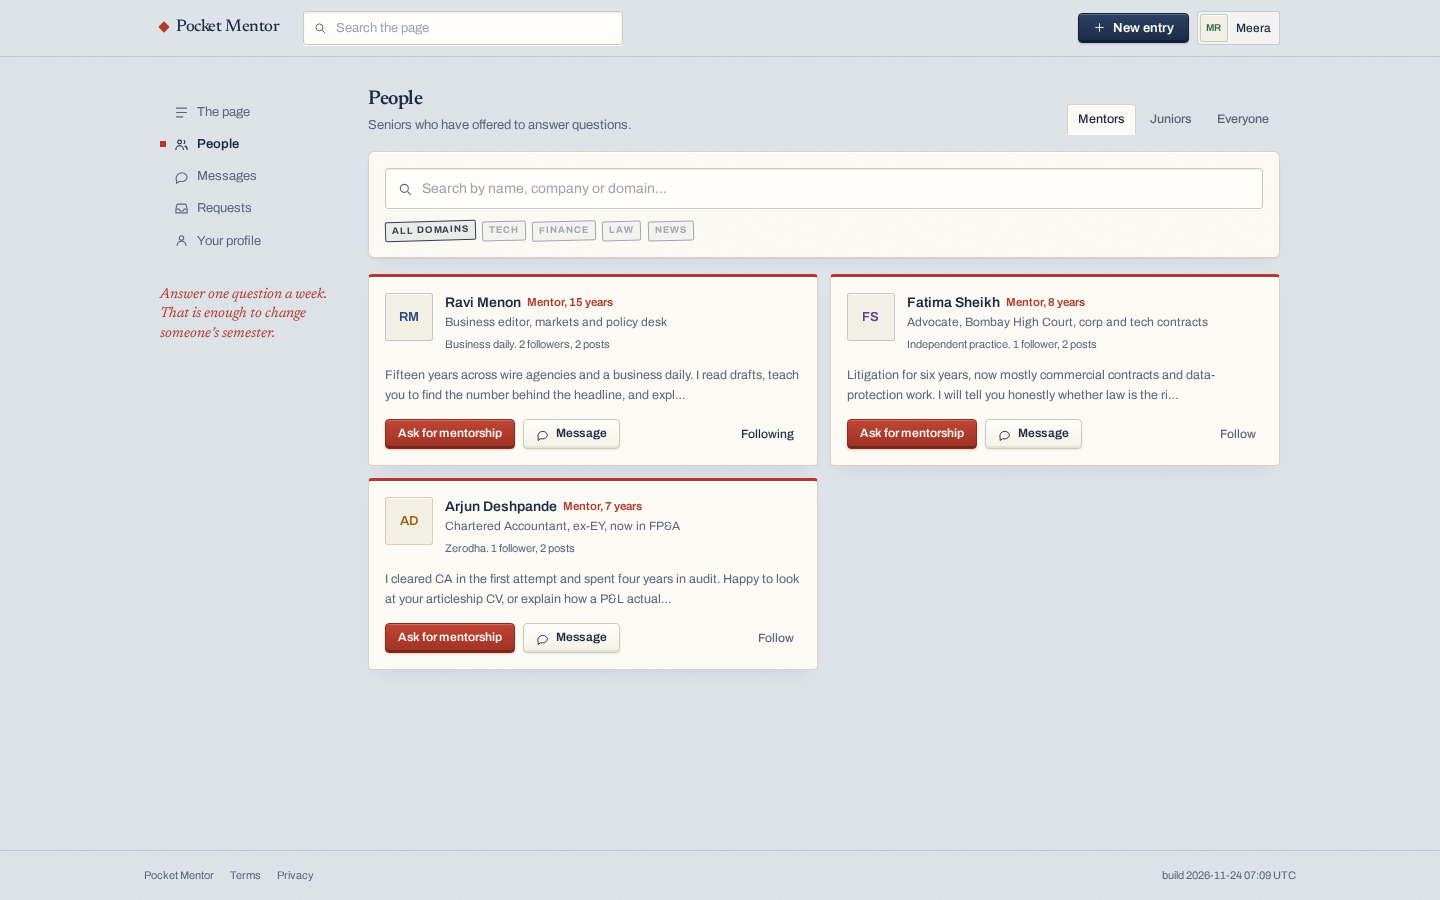 Pocket Mentor
Search the page
New entry
MR
Meera
The page
People
Messages
Requests
Your profile
Answer one question a week.
That is enough to change
someone's semester.
People
Seniors who have offered to answer questions.
Mentors
Juniors
Everyone
Search by name, company or domain...
ALL DOMAINS
TECH
FINANCE
LAW
NEWS
RM
Ravi Menon Mentor, 15 years
Business editor, markets and policy desk
Business daily. 2 followers, 2 posts
Fifteen years across wire agencies and a business daily. I read drafts, teach
you to find the number behind the headline, and expl...
Ask for mentorship
Message
Following
FS
Fatima Sheikh Mentor, 8 years
Advocate, Bombay High Court, corp and tech contracts
Independent practice. 1 follower, 2 posts
Litigation for six years, now mostly commercial contracts and data-
protection work. I will tell you honestly whether law is the ri...
Ask for mentorship
Message
Follow
AD
Arjun Deshpande Mentor, 7 years
Chartered Accountant, ex-EY, now in FP&A
Zerodha. 1 follower, 2 posts
I cleared CA in the first attempt and spent four years in audit. Happy to look
at your articleship CV, or explain how a P&L actual...
Ask for mentorship
Message
Follow
Pocket Mentor
Terms
Privacy
build 2026-11-24 07:09 UTC